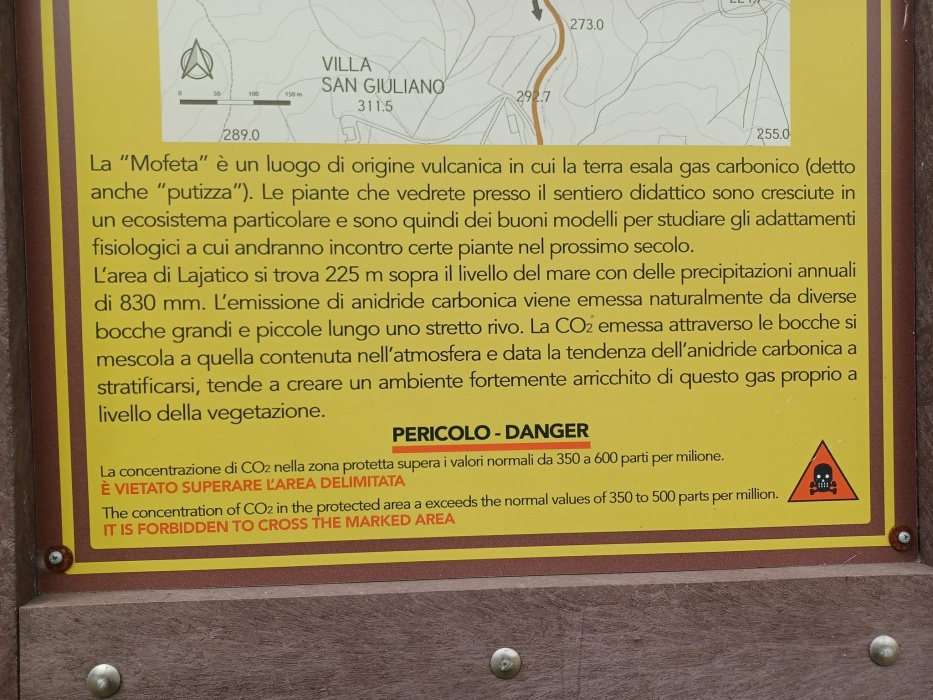 273.0
VILLA
SAN GIULIANO
311.5
0 50 100 150 m
292.7
289.0
255.0
La "Mofeta" è un luogo di origine vulcanica in cui la terra esala gas carbonico (detto
anche "putizza"). Le piante che vedrete presso il sentiero didattico sono cresciute in
un ecosistema particolare e sono quindi dei buoni modelli per studiare gli adattamenti
fisiologici a cui andranno incontro certe piante nel prossimo secolo.
L'area di Lajatico si trova 225 m sopra il livello del mare con delle precipitazioni annuali
di 830 mm. L'emissione di anidride carbonica viene emessa naturalmente da diverse
bocche grandi e piccole lungo uno stretto rivo. La CO2 emessa attraverso le bocche si
mescola a quella contenuta nell'atmosfera e data la tendenza dell'anidride carbonica a
stratificarsi, tende a creare un ambiente fortemente arricchito di questo gas proprio a
livello della vegetazione.
PERICOLO - DANGER
La concentrazione di CO2 nella zona protetta supera i valori normali da 350 a 600 parti per milione.
È VIETATO SUPERARE L'AREA DELIMITATA
The concentration of CO2 in the protected area a exceeds the normal values of 350 to 500 parts per million.
IT IS FORBIDDEN TO CROSS THE MARKED AREA